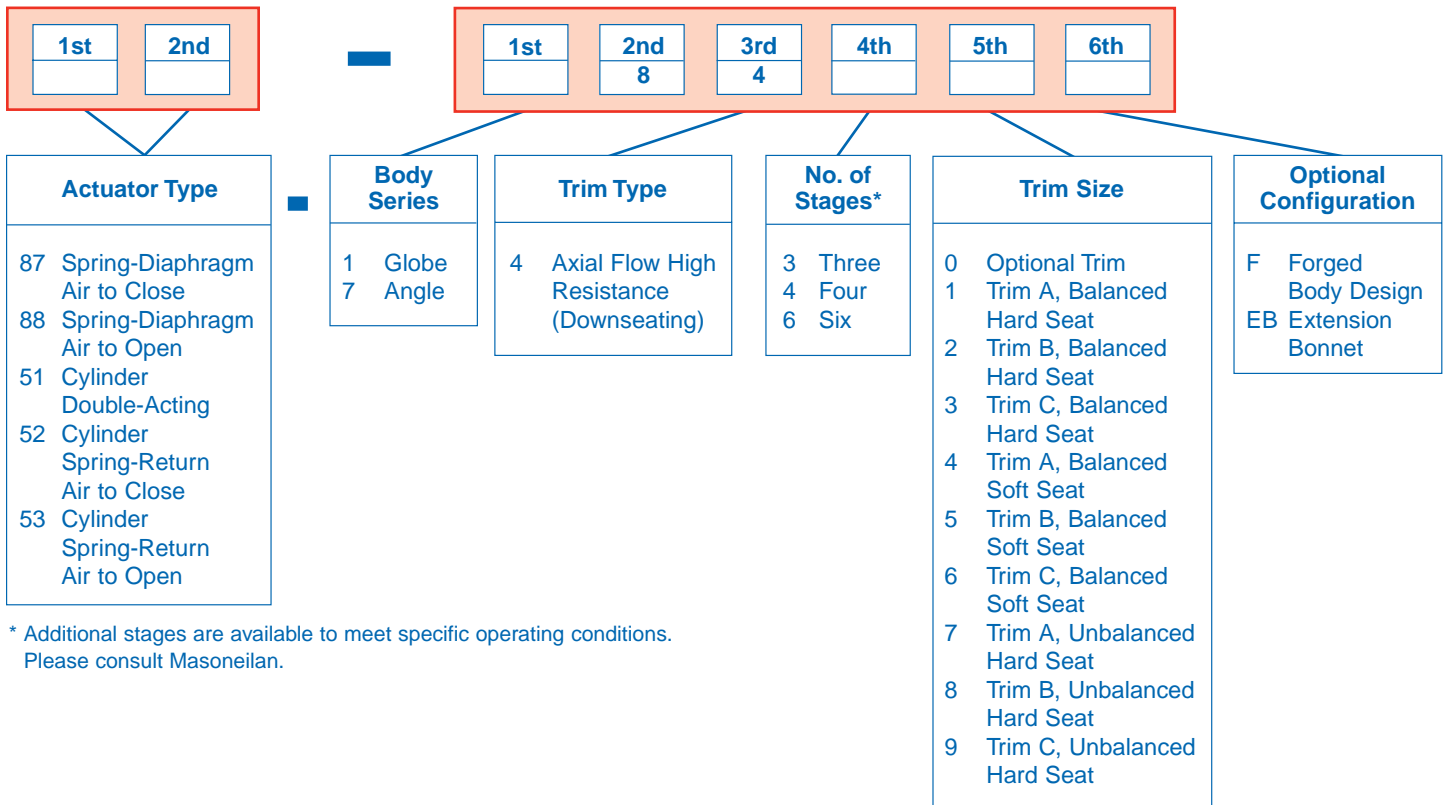 1st 2nd - 1st 2nd 3rd 4th 5th 6th
8 4
Actuator Type
87 Spring-Diaphragm
Air to Close
88 Spring-Diaphragm
Air to Open
51 Cylinder
Double-Acting
52 Cylinder
Spring-Return
Air to Close
53 Cylinder
Spring-Return
Air to Open
-
Body
Series
1 Globe
7 Angle
Trim Type
4 Axial Flow High
Resistance
(Downseating)
No. of
Stages*
3 Three
4 Four
6 Six
Trim Size
0 Optional Trim
1 Trim A, Balanced
Hard Seat
2 Trim B, Balanced
Hard Seat
3 Trim C, Balanced
Hard Seat
4 Trim A, Balanced
Soft Seat
5 Trim B, Balanced
Soft Seat
6 Trim C, Balanced
Soft Seat
7 Trim A, Unbalanced
Hard Seat
8 Trim B, Unbalanced
Hard Seat
9 Trim C, Unbalanced
Hard Seat
Optional
Configuration
F Forged
Body Design
EB Extension
Bonnet
* Additional stages are available to meet specific operating conditions.
Please consult Masoneilan.